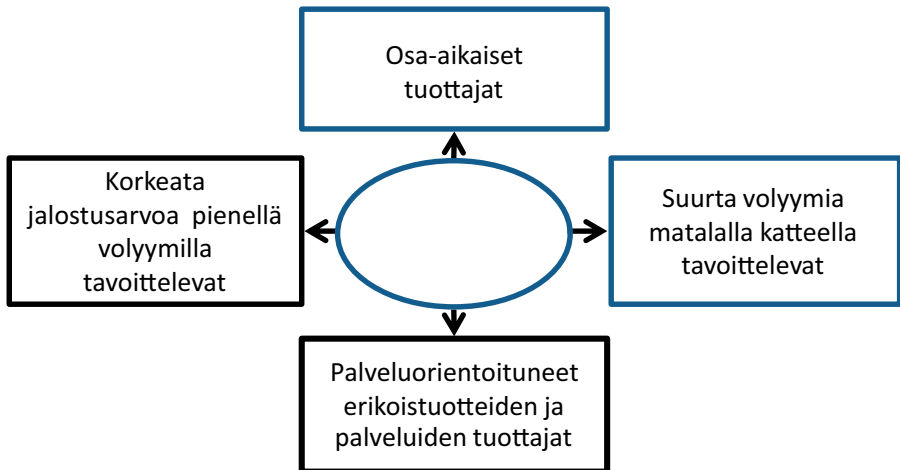 Osa-aikaiset
tuottajat
Korkeata
jalostusarvoa pienellä
volyymilla
tavoittelevat
Suurta volyymia
matalalla katteella
tavoittelevat
Palveluorientoituneet
erikoistuotteiden ja
palveluiden tuottajat